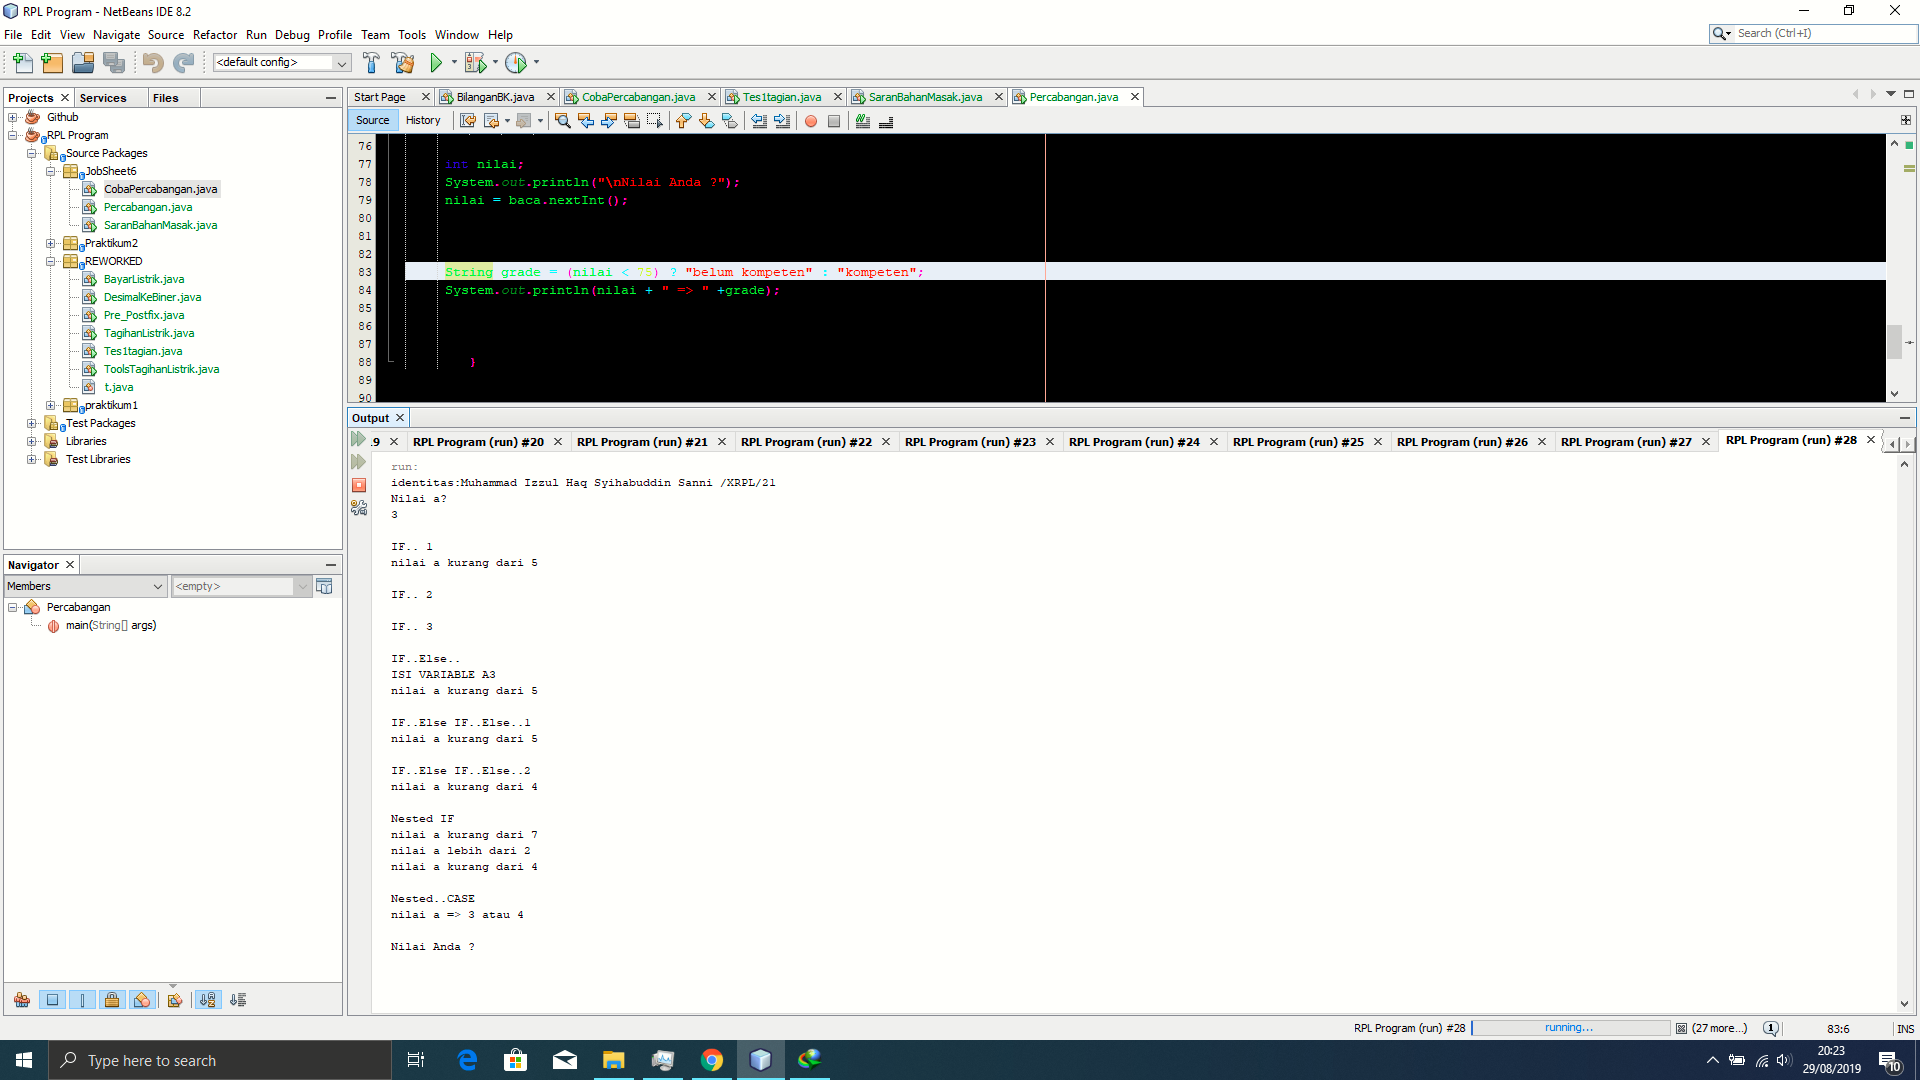 RPL Program - NetBeans IDE 8.2
File Edit View Navigate Source Refactor Run Debug Profile Team Tools Window Help
Search (Ctrl+I)
<default config>
Projects Services Files
Github
RPL Program
Source Packages
JobSheet6
CobaPercabangan.java
Percabangan.java
SaranBahanMasak.java
Praktikum2
REWORKED
BayarListrik.java
DesimalKeBiner.java
Pre_Postfix.java
TagihanListrik.java
Tes1tagian.java
ToolsTagihanListrik.java
t.java
praktikum1
Test Packages
Libraries
Test Libraries
Navigator
Members
<empty>
Percabangan
main(String[] args)
Start Page BilanganBK.java CobaPercabangan.java Tes1tagian.java SaranBahanMasak.java Percabangan.java
Source History
76
77 int nilai;
78 System.out.println("\nNilai Anda ?");
79 nilai = baca.nextInt();
80
81
82
83 String grade = (nilai < 75) ? "belum kompeten" : "kompeten";
84 System.out.println(nilai + " => " +grade);
85
86
87
88 }
89
90
Output
.9 RPL Program (run) #20 RPL Program (run) #21 RPL Program (run) #22 RPL Program (run) #23 RPL Program (run) #24 RPL Program (run) #25 RPL Program (run) #26 RPL Program (run) #27 RPL Program (run) #28
run:
identitas:Muhammad Izzul Haq Syihabuddin Sanni /XRPL/21
Nilai a?
3
IF.. 1
nilai a kurang dari 5
IF.. 2
IF.. 3
IF..Else..
ISI VARIABLE A3
nilai a kurang dari 5
IF..Else IF..Else..1
nilai a kurang dari 5
IF..Else IF..Else..2
nilai a kurang dari 4
Nested IF
nilai a kurang dari 7
nilai a lebih dari 2
nilai a kurang dari 4
Nested..CASE
nilai a => 3 atau 4
Nilai Anda ?
RPL Program (run) #28 running... (27 more...) 1 83:6 INS
Type here to search
20:23
29/08/2019
10